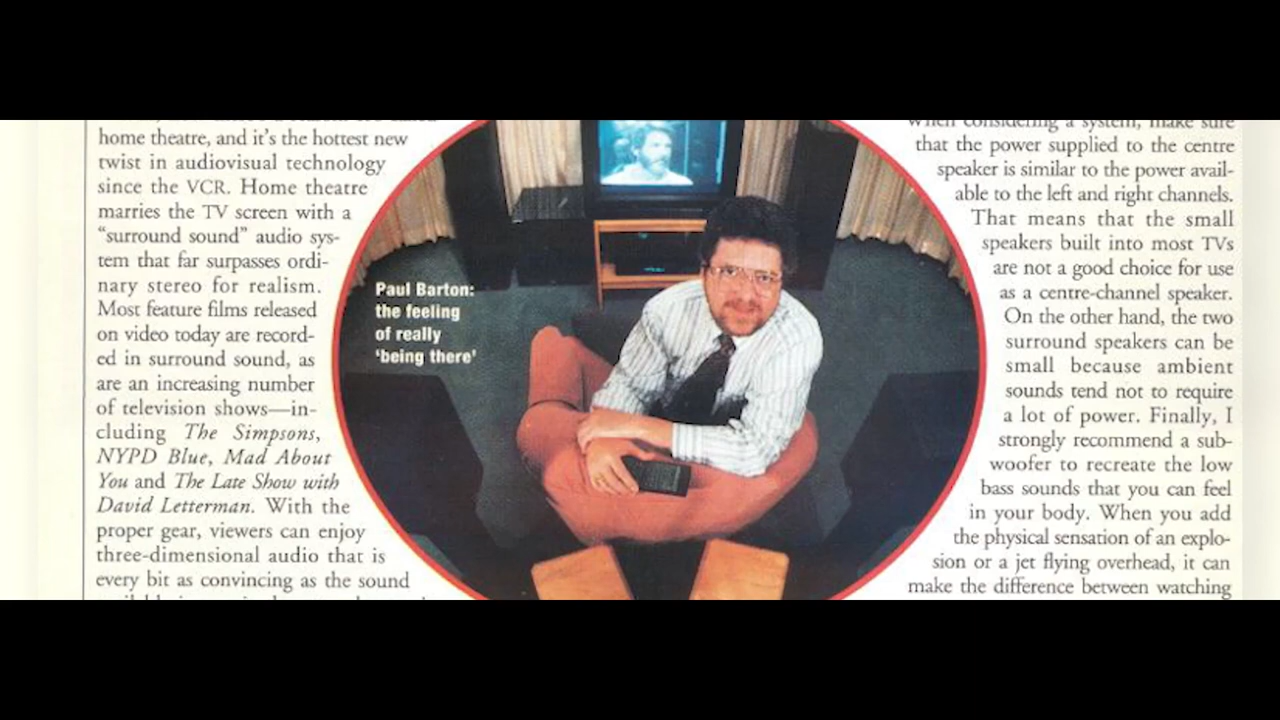 home theatre, and it's the hottest new
twist in audiovisual technology
since the VCR. Home theatre
marries the TV screen with a
“surround sound” audio sys-
tem that far surpasses ordi-
nary stereo for realism.
Most feature films released
on video today are record-
ed in surround sound, as
are an increasing number
of television shows—in-
cluding The Simpsons,
NYPD Blue, Mad About
You and The Late Show with
David Letterman. With the
proper gear, viewers can enjoy
three-dimensional audio that is
every bit as convincing as the sound
Paul Barton:
the feeling
of really
‘being there’
When considering a system, make sure
that the power supplied to the centre
speaker is similar to the power avail-
able to the left and right channels.
That means that the small
speakers built into most TVs
are not a good choice for use
as a centre-channel speaker.
On the other hand, the two
surround speakers can be
small because ambient
sounds tend not to require
a lot of power. Finally, I
strongly recommend a sub-
woofer to recreate the low
bass sounds that you can feel
in your body. When you add
the physical sensation of an explo-
sion or a jet flying overhead, it can
make the difference between watching